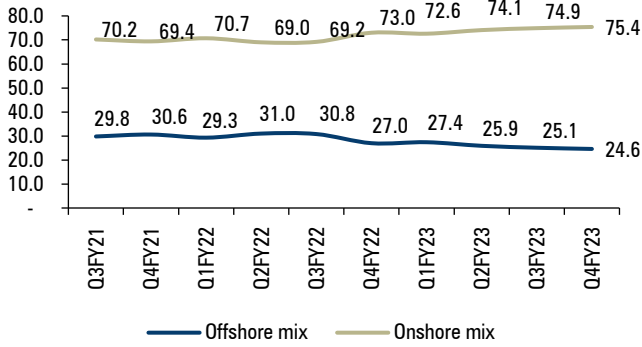 80.0
70.0
60.0
50.0
40.0
30.0
20.0
10.0
-
70.2 69.4 70.7 69.0 69.2 73.0 72.6 74.1 74.9 75.4
29.8 30.6 29.3 31.0 30.8 27.0 27.4 25.9 25.1 24.6
Q3FY21
Q4FY21
Q1FY22
Q2FY22
Q3FY22
Q4FY22
Q1FY23
Q2FY23
Q3FY23
Q4FY23
Offshore mix Onshore mix